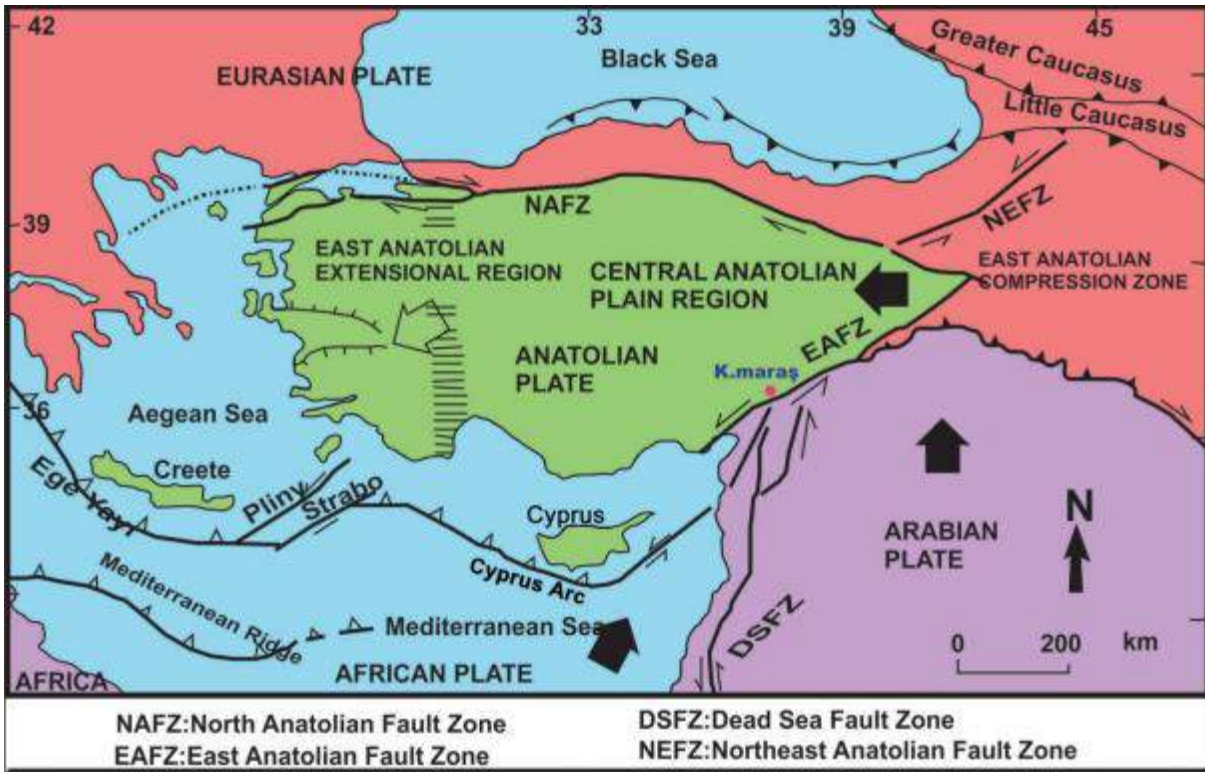 42
33
39
45
Greater Caucasus
Black Sea
EURASIAN PLATE
Little Caucasus
NAFZ
NEFZ
39
EAST ANATOLIAN
EXTENSIONAL REGION
CENTRAL ANATOLIAN
PLAIN REGION
EAST ANATOLIAN
COMPRESSION ZONE
EAFZ
ANATOLIAN
PLATE
K.maraş
36
Aegean Sea
Creete
Ege Yayı
Pliny
Strabo
Cyprus
N
ARABIAN
PLATE
Cyprus Arc
Mediterranean Ridge
Mediterranean Sea
DSFZ
0 200 km
AFRICA
AFRICAN PLATE
NAFZ:North Anatolian Fault Zone
DSFZ:Dead Sea Fault Zone
EAFZ:East Anatolian Fault Zone
NEFZ:Northeast Anatolian Fault Zone